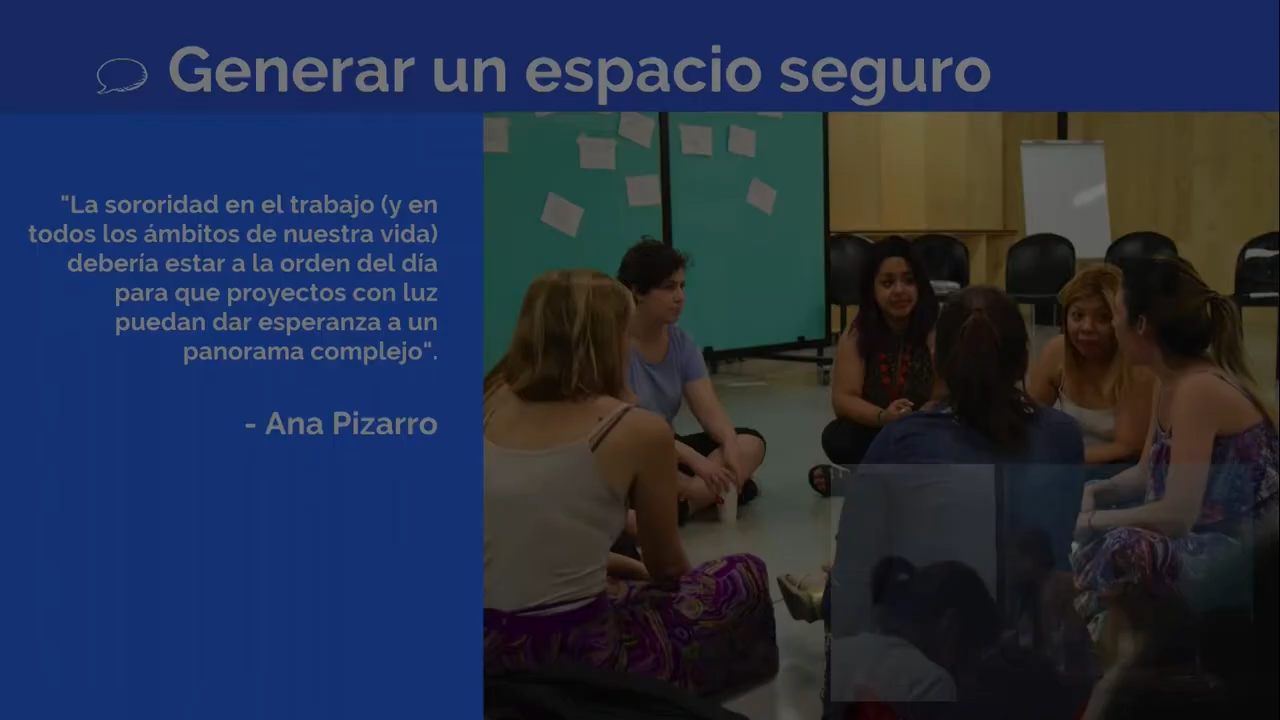 Generar un espacio seguro
"La sororidad en el trabajo (y en
todos los ámbitos de nuestra vida)
debería estar a la orden del día
para que proyectos con luz
puedan dar esperanza a un
panorama complejo".
- Ana Pizarro